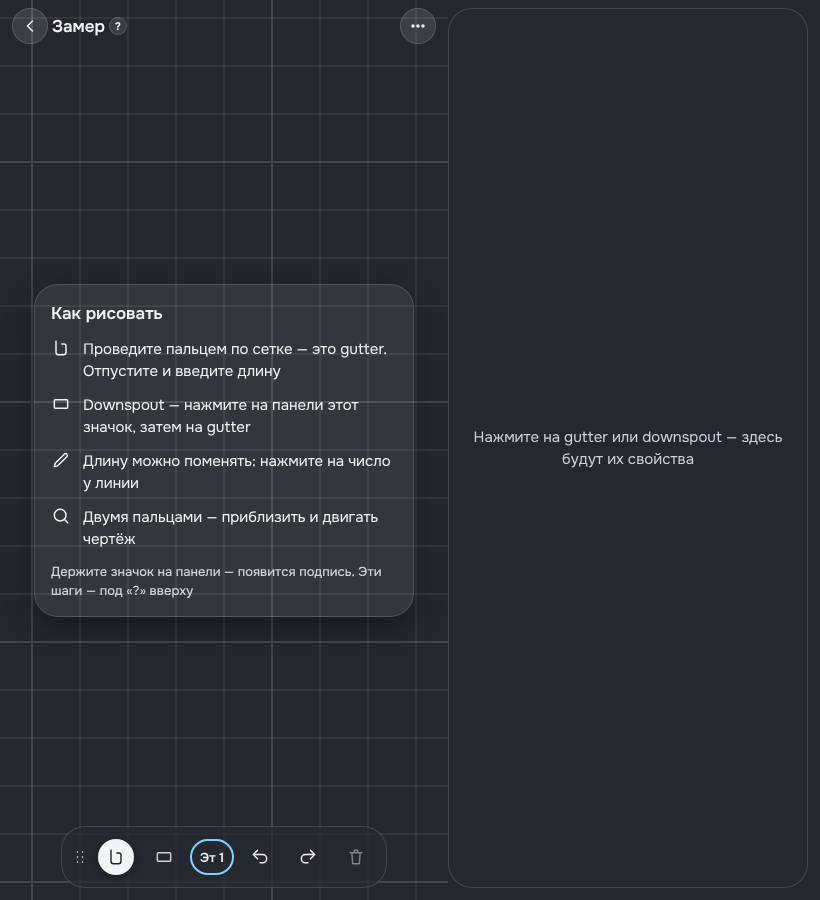 Замер ?
Как рисовать
Проведите пальцем по сетке — это gutter.
Отпустите и введите длину
Downspout — нажмите на панели этот
значок, затем на gutter
Длину можно поменять: нажмите на число
у линии
Двумя пальцами — приблизить и двигать
чертёж
Держите значок на панели — появится подпись. Эти
шаги — под «?» вверху
Эт 1
Нажмите на gutter или downspout — здесь
будут их свойства